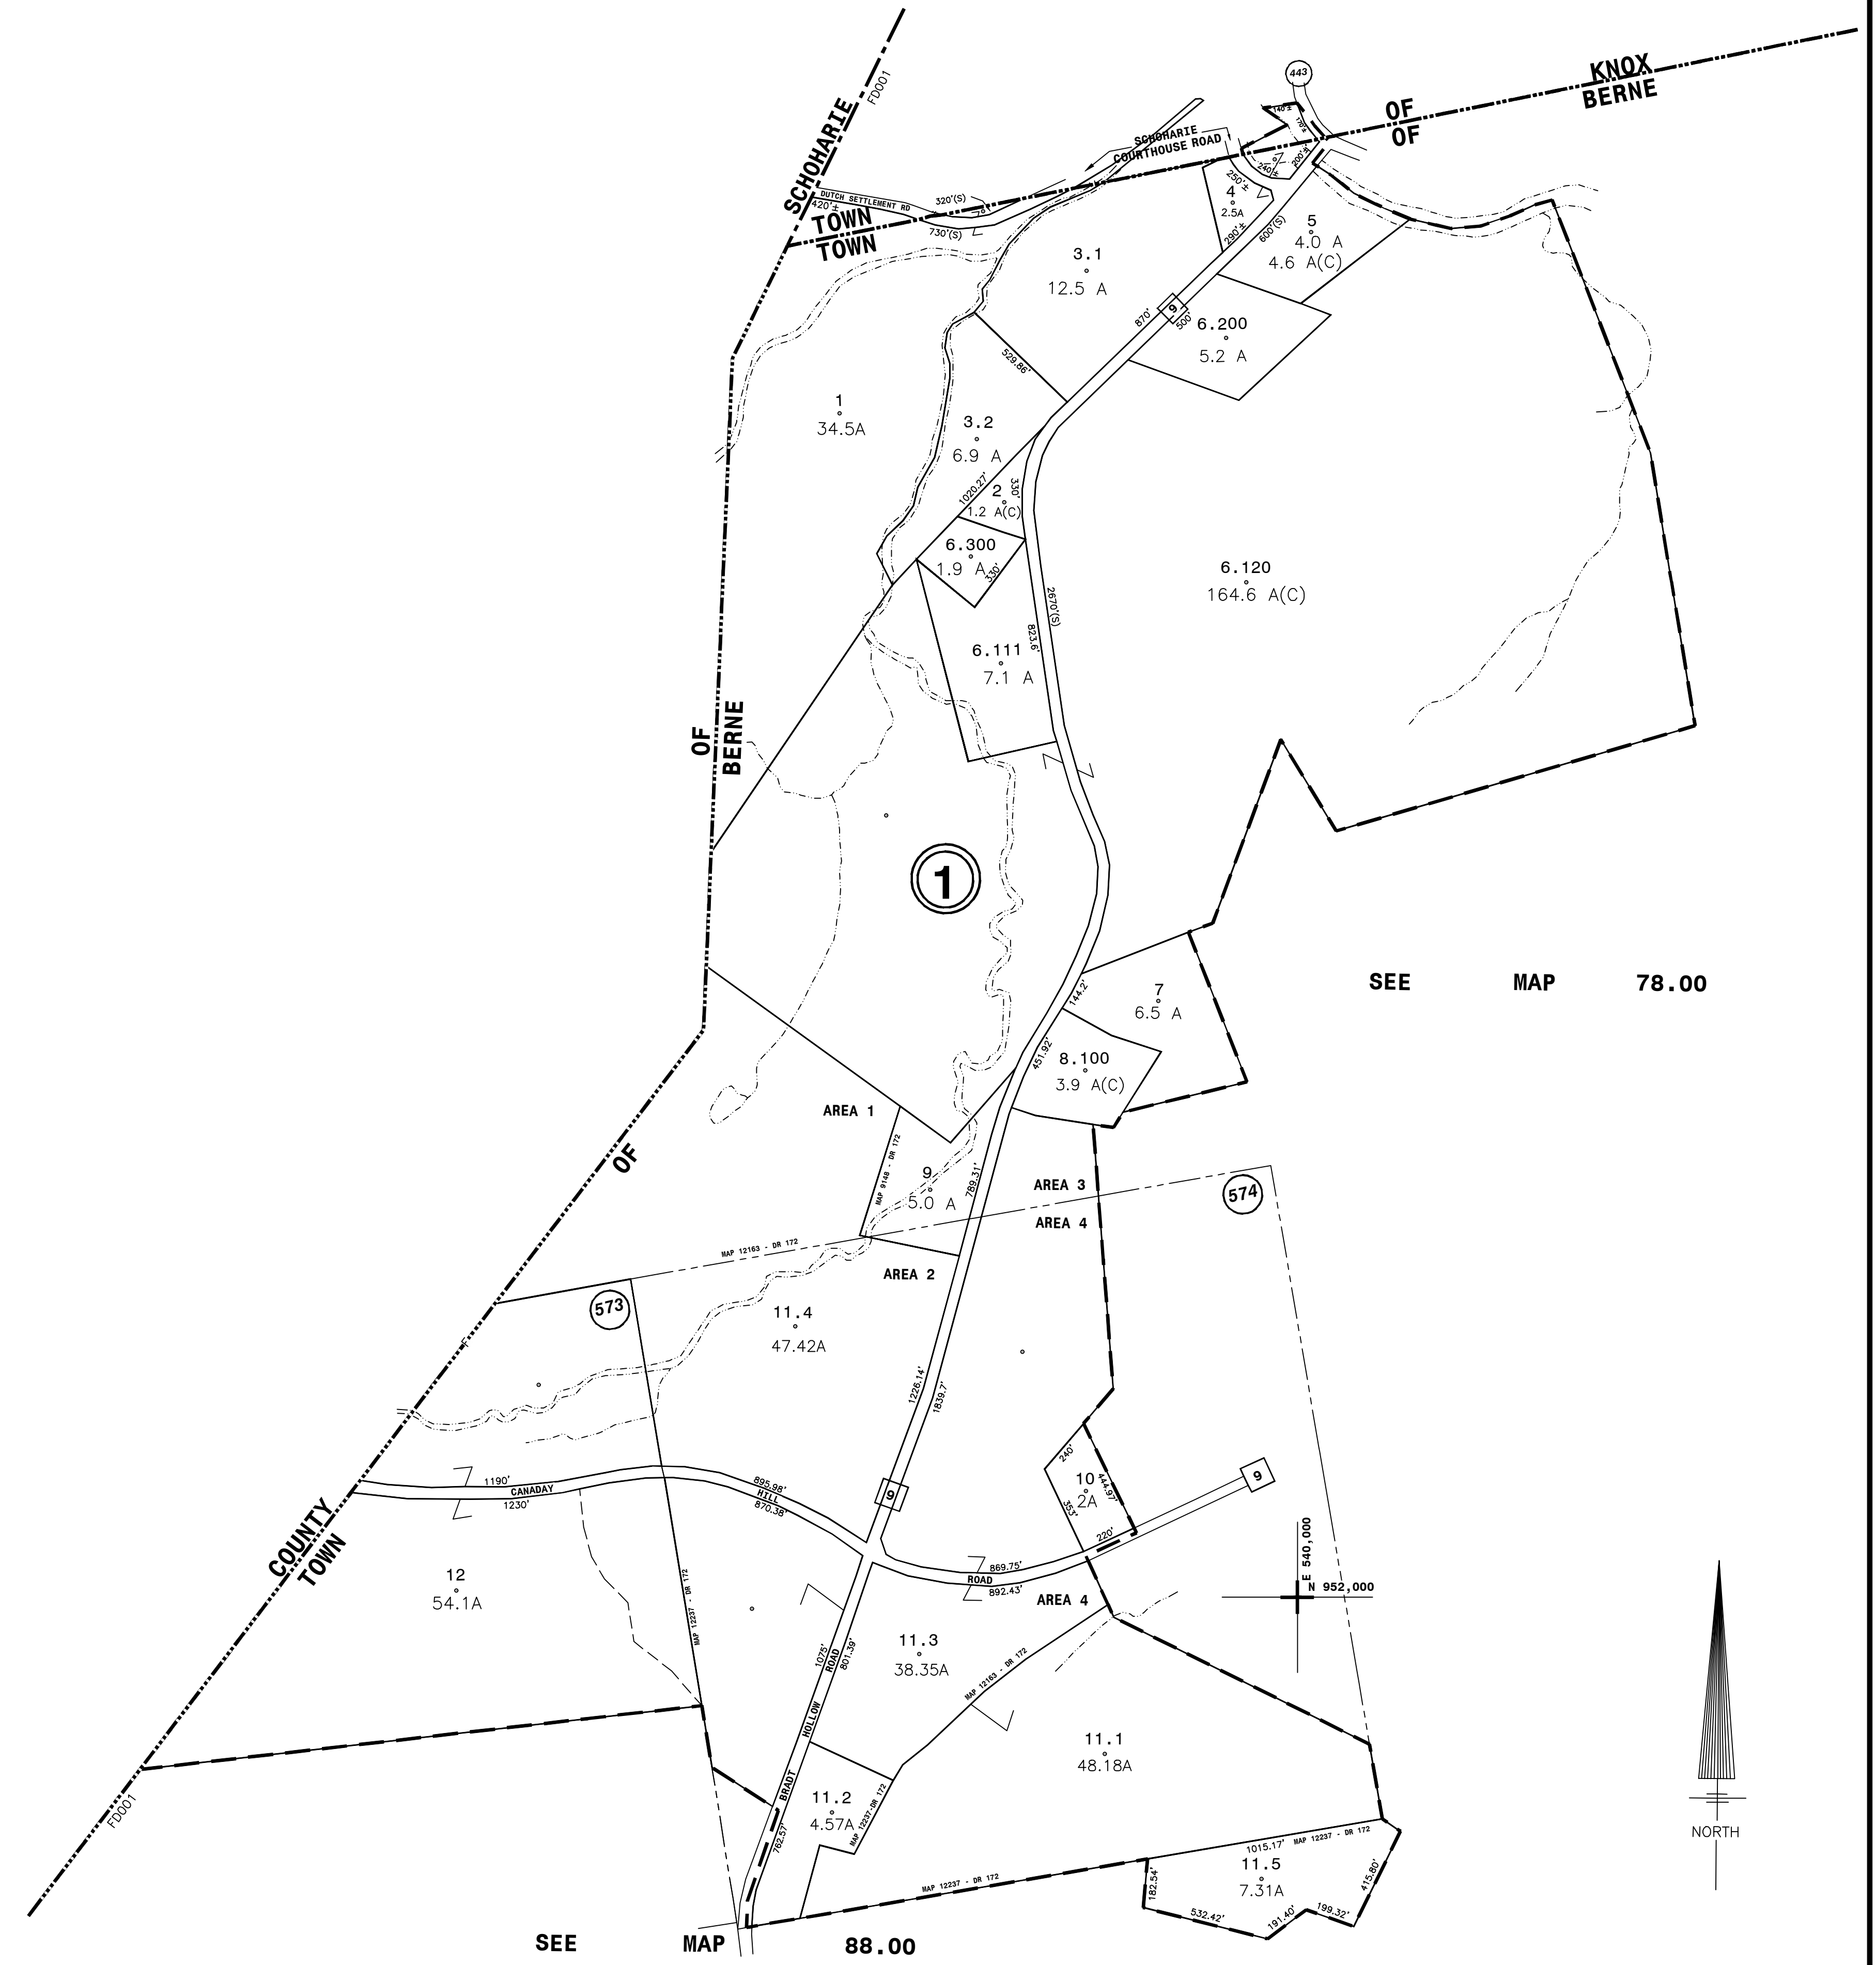 443
KNOX
BERNE
OF
OF
FD001
SCHOHARIE
SCHOHARIE
COURTHOUSE ROAD
140'±
170'±
200'±
240'±
250'±
DUTCH SETTLEMENT RD
420'±
320'(S)
730'(S)
TOWN
TOWN
4
2.5A
290'±
600'(S)
5
4.0 A
4.6 A(C)
3.1
12.5 A
870'
9
500'
6.200
5.2 A
529.86'
1
34.5A
3.2
6.9 A
1020.27'
2
330'
1.2 A(C)
6.300
1.9 A
330'
6.120
164.6 A(C)
2670'(S)
823.6'
6.111
7.1 A
OF
BERNE
1
SEE MAP 78.00
7
6.5 A
144.2'
451.92'
8.100
3.9 A(C)
AREA 1
MAP 9148 - DR 172
9
5.0 A
789.31'
AREA 3
574
AREA 4
OF
MAP 12163 - DR 172
AREA 2
573
11.4
47.42A
1226.14'
1839.7'
240'
10
2A
444.97'
353'
220'
9
9
1190'
CANADAY
1230'
895.98'
HILL
870.38'
869.75'
ROAD
892.43'
COUNTY
TOWN
E 540,000
N 952,000
12
54.1A
MAP 12237 - DR 172
AREA 4
11.3
38.35A
1075'
ROAD
801.39'
MAP 12163 - DR 172
HOLLOW
11.1
48.18A
BRADT
11.2
4.57A
MAP 12237-DR 172
762.57'
FD001
NORTH
1015.17' MAP 12237 - DR 172
11.5
7.31A
182.54'
415.80'
532.42'
191.40'
199.32'
MAP 12237 - DR 172
SEE MAP 88.00